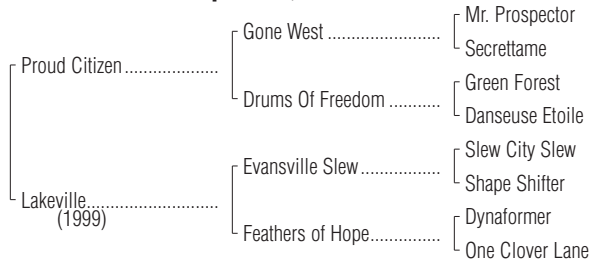 Mr. Prospector
Gone West ..................
Secrettame
Proud Citizen....................
Green Forest
Drums Of Freedom ...........
Danseuse Etoile
Slew City Slew
Evansville Slew.................
Shape Shifter
Lakeville............................
(1999)
Dynaformer
Feathers of Hope...............
One Clover Lane